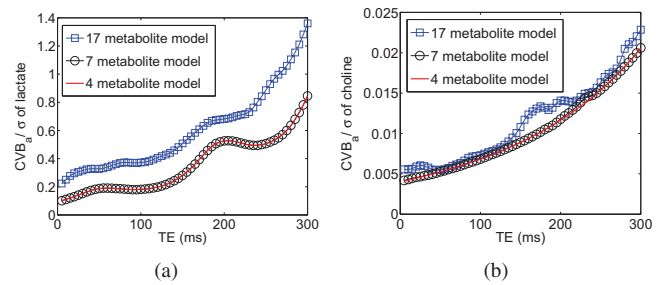 1.4
1.2
1
0.8
0.6
0.4
0.2
0
0 100 200 300
CVBa / σ of lactate
TE (ms)
17 metabolite model
7 metabolite model
4 metabolite model
(a)
0.025
0.02
0.015
0.01
0.005
0
0 100 200 300
CVBa / σ of choline
TE (ms)
17 metabolite model
7 metabolite model
4 metabolite model
(b)